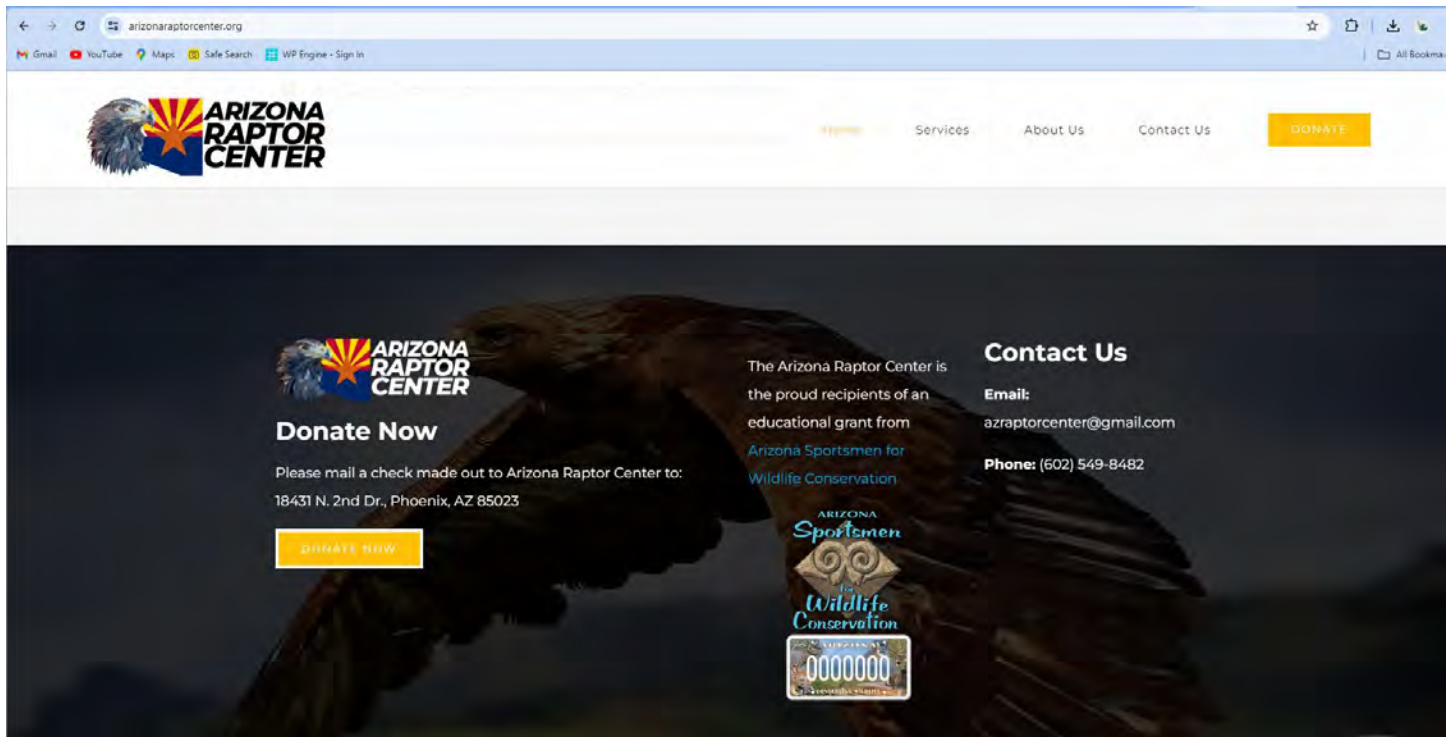 arizonaraptorcenter.org
Gmail YouTube Maps Safe Search WP Engine - Sign In All Bookma
ARIZONA
RAPTOR
CENTER
Home Services About Us Contact Us DONATE
ARIZONA
RAPTOR
CENTER
Donate Now
Please mail a check made out to Arizona Raptor Center to:
18431 N. 2nd Dr., Phoenix, AZ 85023
DONATE NOW
The Arizona Raptor Center is
the proud recipients of an
educational grant from
Arizona Sportsmen for
Wildlife Conservation
ARIZONA
Sportsmen
for
Wildlife
Conservation
ARIZONA
0000000
Contact Us
Email:
azraptorcenter@gmail.com
Phone: (602) 549-8482